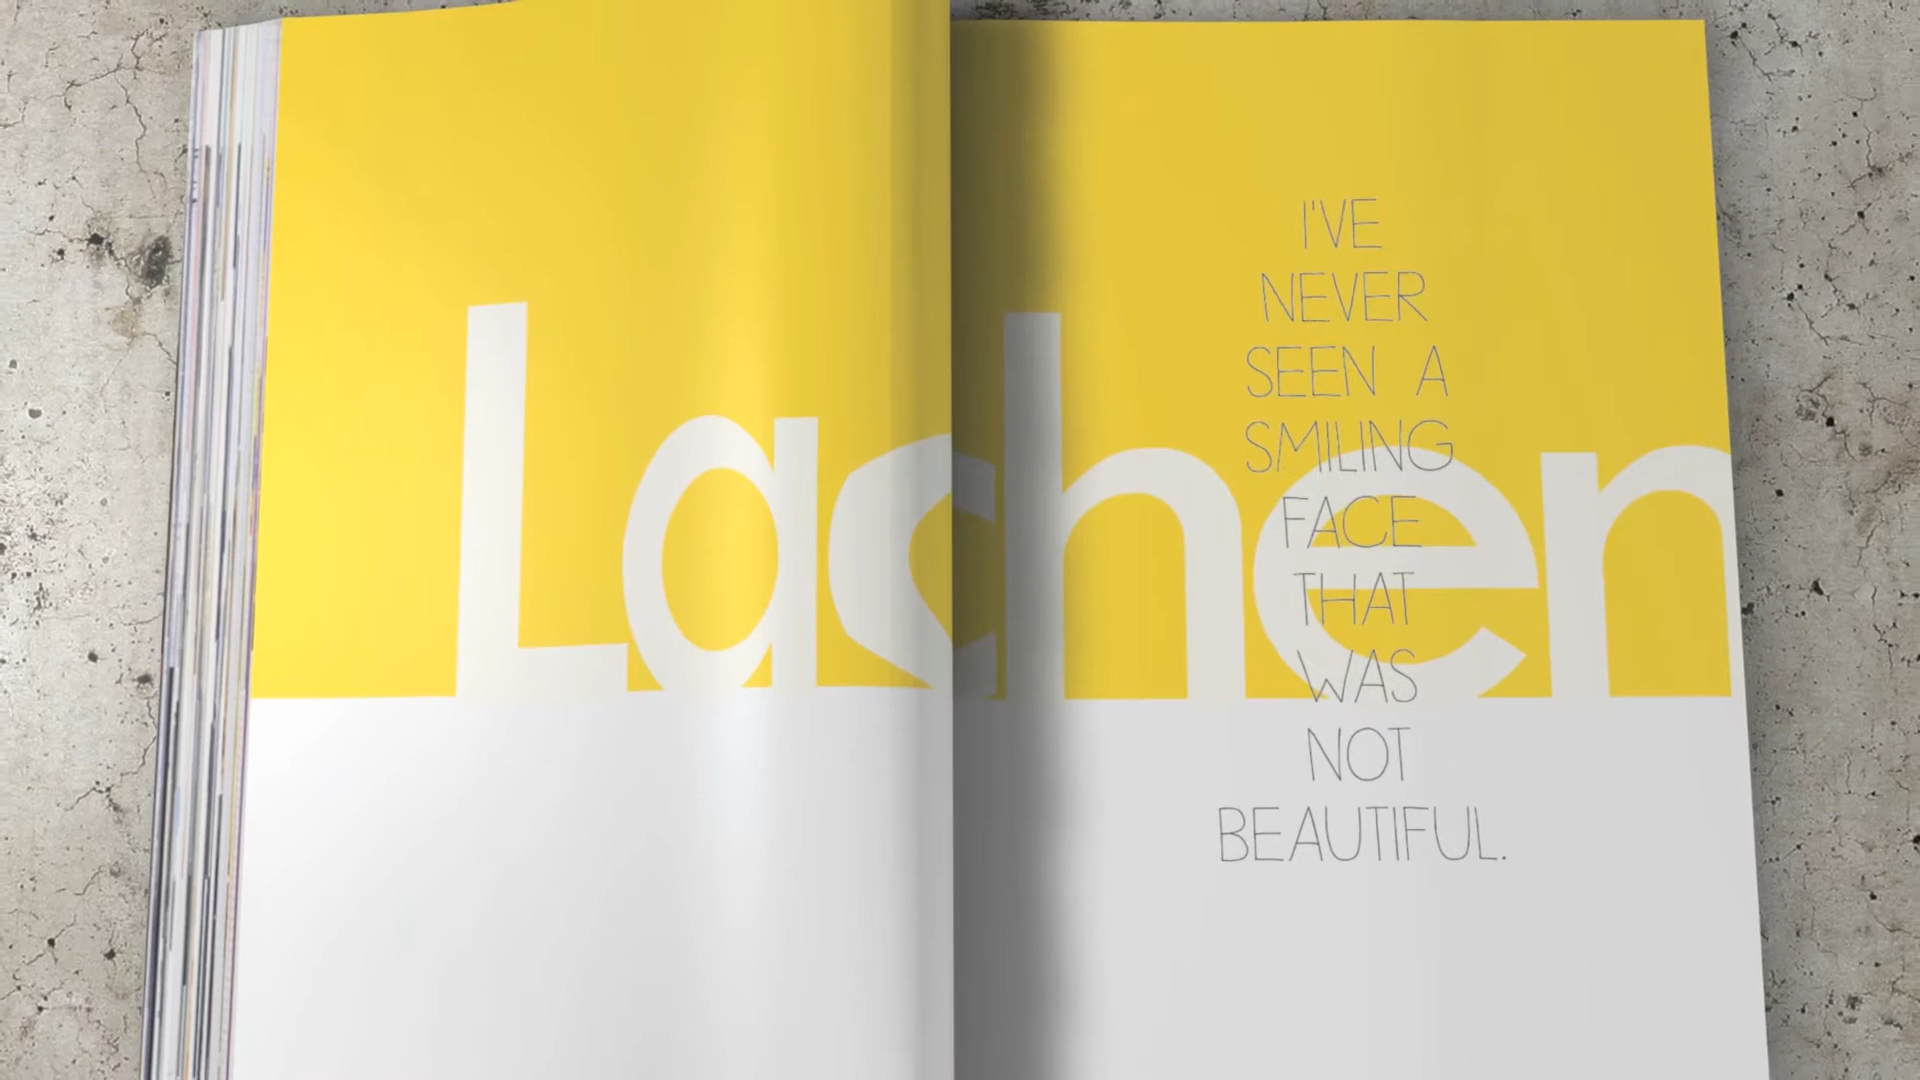 Lachen
I'VE
NEVER
SEEN A
SMILING
FACE
THAT
WAS
NOT
BEAUTIFUL.